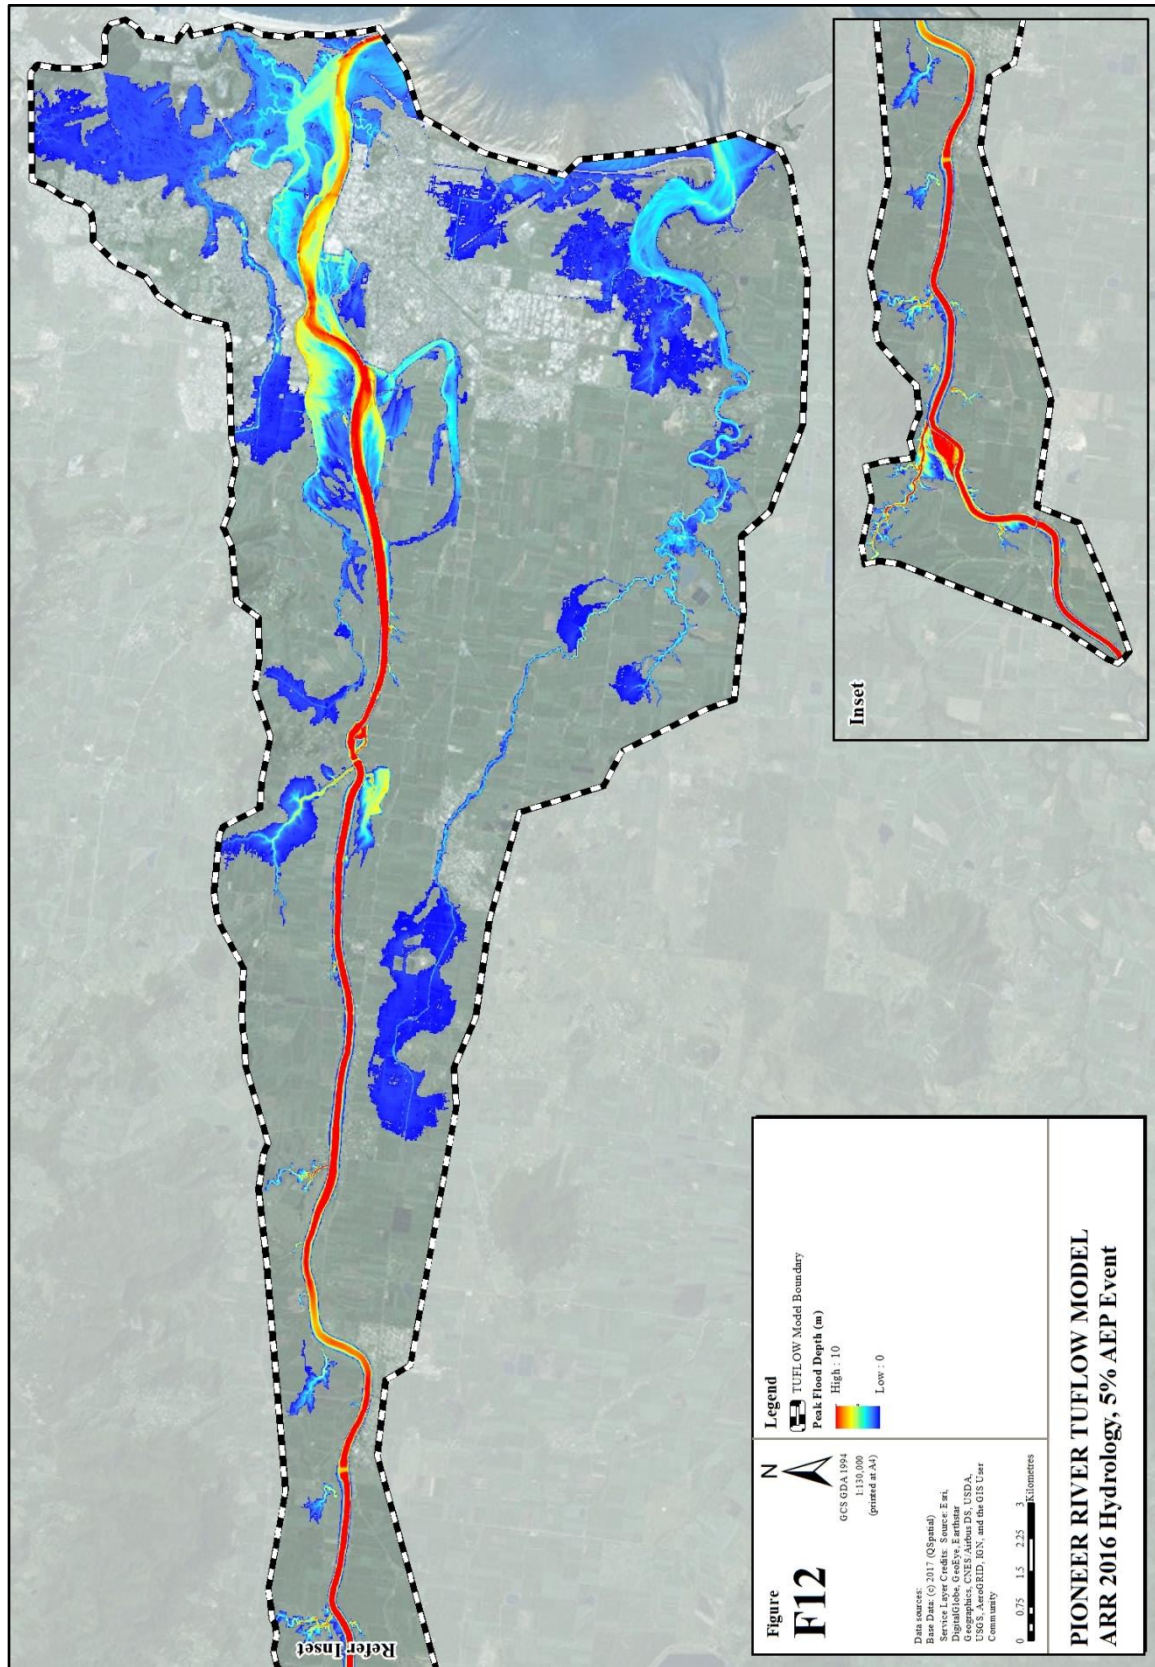 Inset
Refer Inset
Figure
F12
N
GCS GDA 1994
1:130,000
(printed at A4)
Data sources:
Base Data: (c) 2017 (QSpatial)
Service Layer Credits: Source: Esri,
DigitalGlobe, GeoEye, Earthstar
Geographics, CNES/Airbus DS, USDA,
USGS, AeroGRID, IGN, and the GIS User
Community
0 0.75 1.5 2.25 3
Kilometres
Legend
TUFLOW Model Boundary
Peak Flood Depth (m)
High : 10
Low : 0
PIONEER RIVER TUFLOW MODEL
ARR 2016 Hydrology, 5% AEP Event